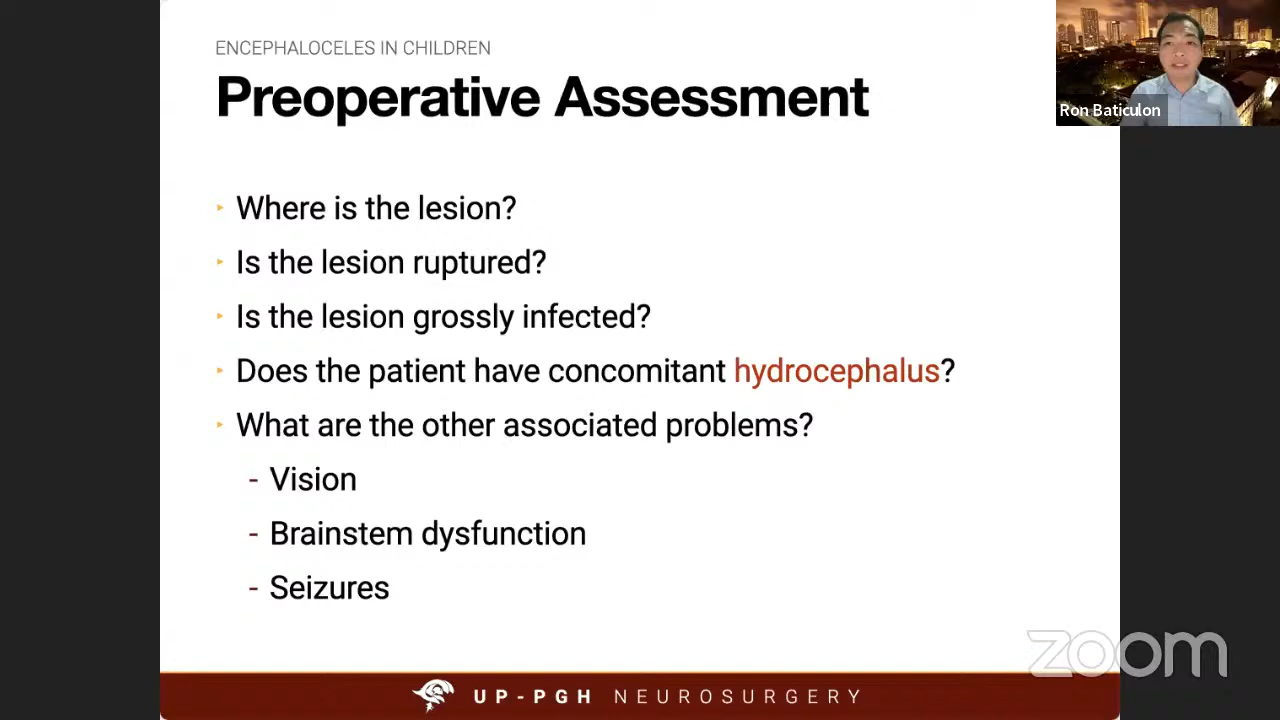 ENCEPHALOCELES IN CHILDREN
Preoperative Assessment
Ron Baticulon
Where is the lesion?
Is the lesion ruptured?
Is the lesion grossly infected?
Does the patient have concomitant hydrocephalus?
What are the other associated problems?
- Vision
- Brainstem dysfunction
- Seizures
zoom
UP-PGH NEUROSURGERY